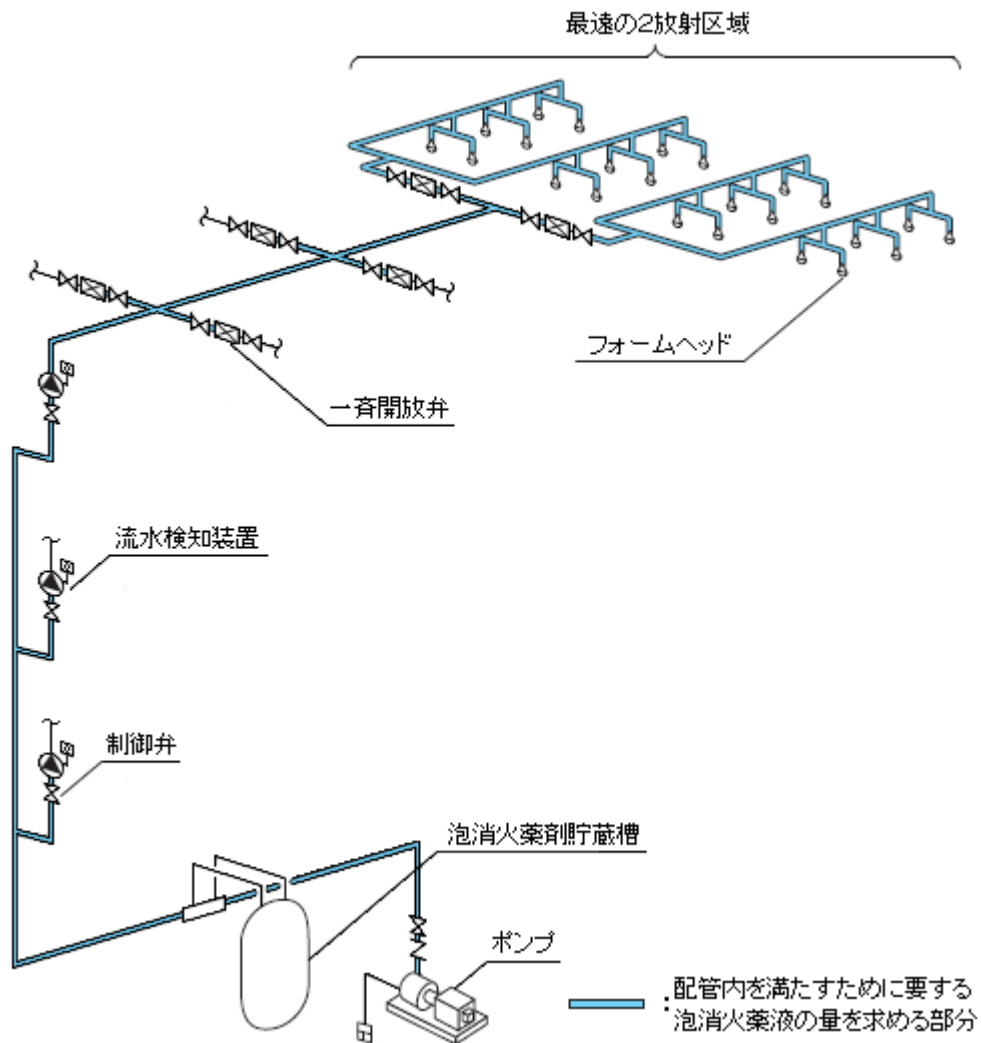 最遠の2放射区域
フォームヘッド
一斉開放弁
流水検知装置
制御弁
泡消火薬剤貯蔵槽
ポンプ
：配管内を満たすために要する
泡消火薬液の量を求める部分